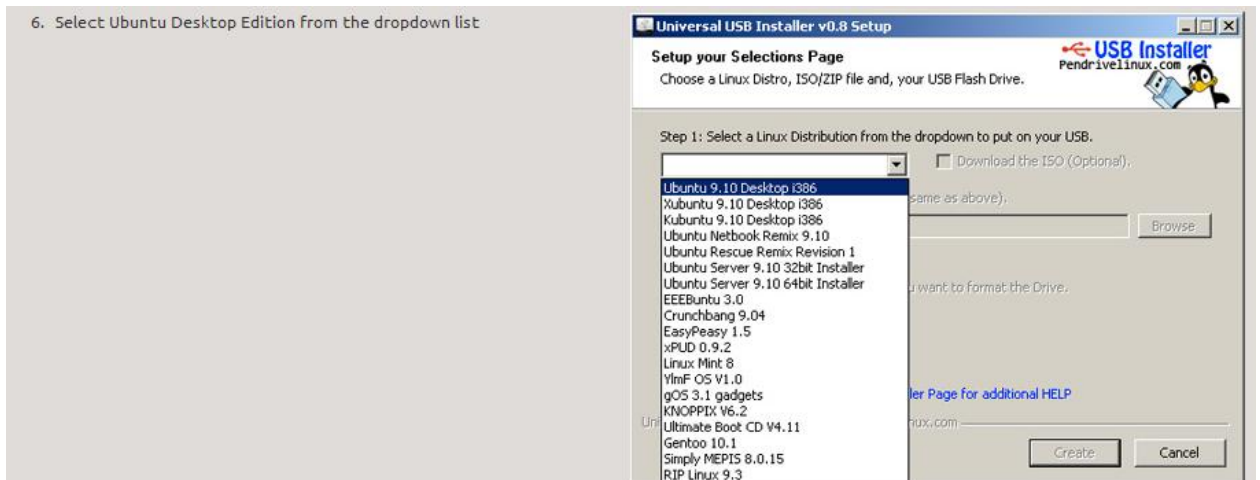 6. Select Ubuntu Desktop Edition from the dropdown list
Universal USB Installer v0.8 Setup
Setup your Selections Page
Choose a Linux Distro, ISO/ZIP file and, your USB Flash Drive.
USB Installer
Pendrivelinux.com
Step 1: Select a Linux Distribution from the dropdown to put on your USB.
Download the ISO (Optional).
Ubuntu 9.10 Desktop i386
Xubuntu 9.10 Desktop i386
same as above).
Kubuntu 9.10 Desktop i386
Browse
Ubuntu Netbook Remix 9.10
Ubuntu Rescue Remix Revision 1
Ubuntu Server 9.10 32bit Installer
Ubuntu Server 9.10 64bit Installer
want to format the Drive.
EEEBuntu 3.0
Crunchbang 9.04
EasyPeasy 1.5
xPUD 0.9.2
Linux Mint 8
YlmF OS V1.0
gOS 3.1 gadgets
ler Page for additional HELP
KNOPPIX V6.2
Ultimate Boot CD V4.11
Uni
nux.com
Gentoo 10.1
Create
Cancel
Simply MEPIS 8.0.15
RIP Linux 9.3